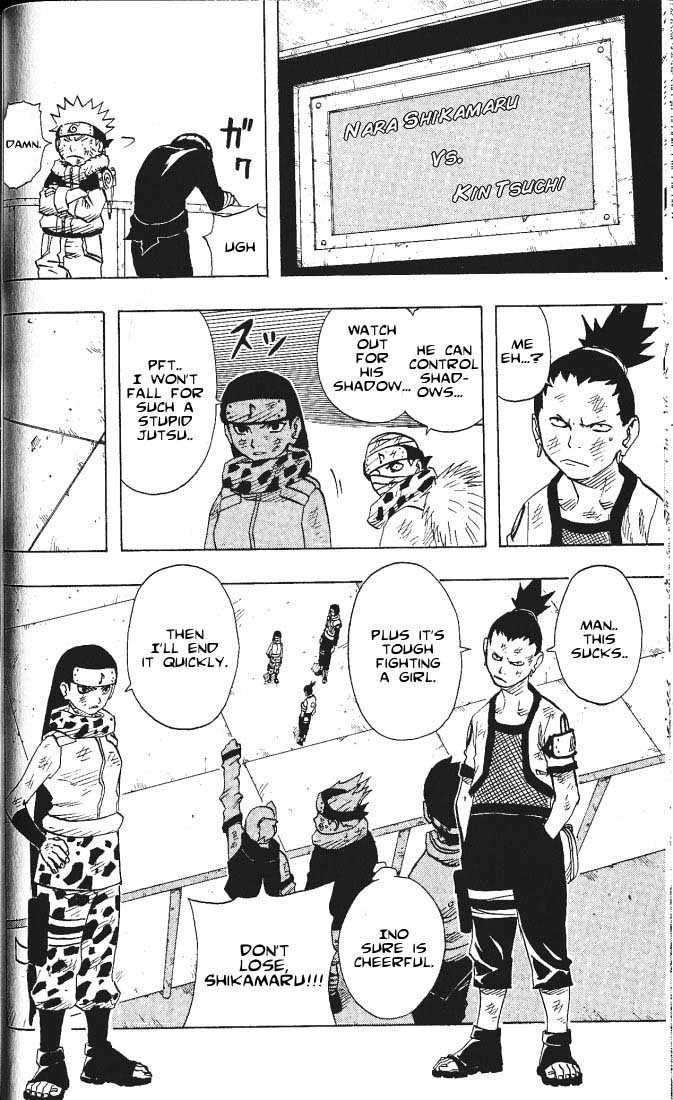 NARA SHIKAMARU
VS.
KIN TSUCHI
ガク
UGH
DAMN.
ME
EH...?
HE CAN
CONTROL
SHAD-
OWS...
WATCH
OUT
FOR
HIS
SHADOW...
スッ
PFT..
I WON'T
FALL FOR
SUCH A
STUPID
JUTSU..
MAN..
THIS
SUCKS..
PLUS IT'S
TOUGH
FIGHTING
A GIRL.
THEN
I'LL END
IT QUICKLY.
INO
SURE IS
CHEERFUL.
DON'T
LOSE,
SHIKAMARU!!!